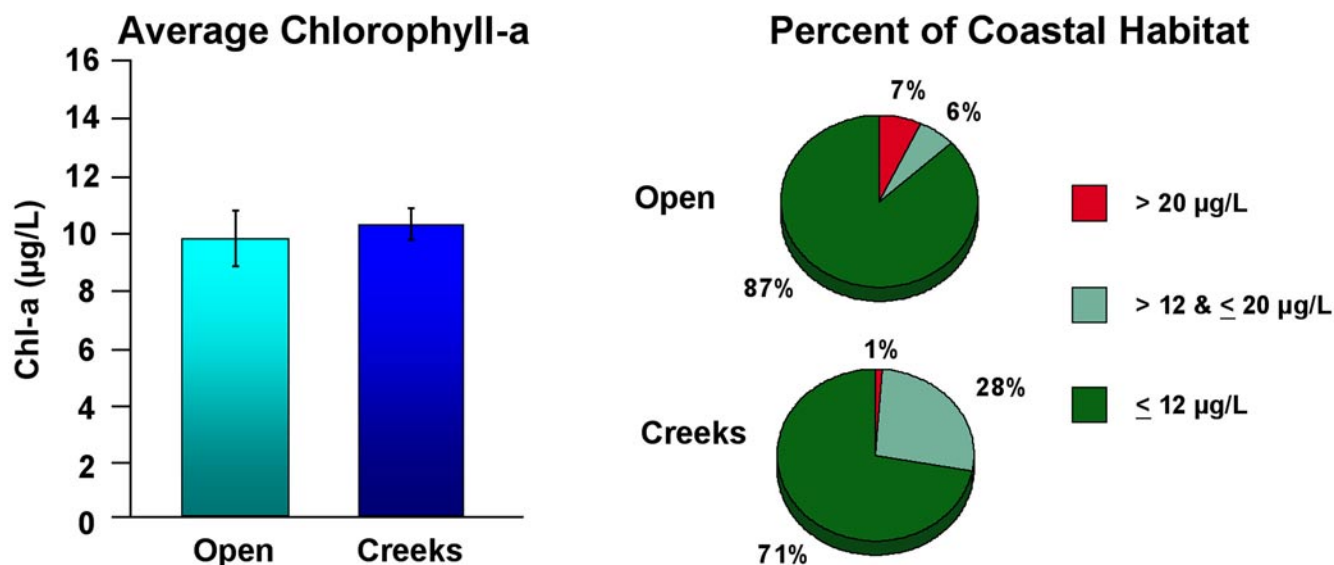 Average Chlorophyll-a
16
14
12
10
8
6
4
2
0
Chl-a (µg/L)
Open
Creeks
Percent of Coastal Habitat
7%
6%
Open
87%
1%
28%
Creeks
71%
> 20 µg/L
> 12 & ≤ 20 µg/L
≤ 12 µg/L